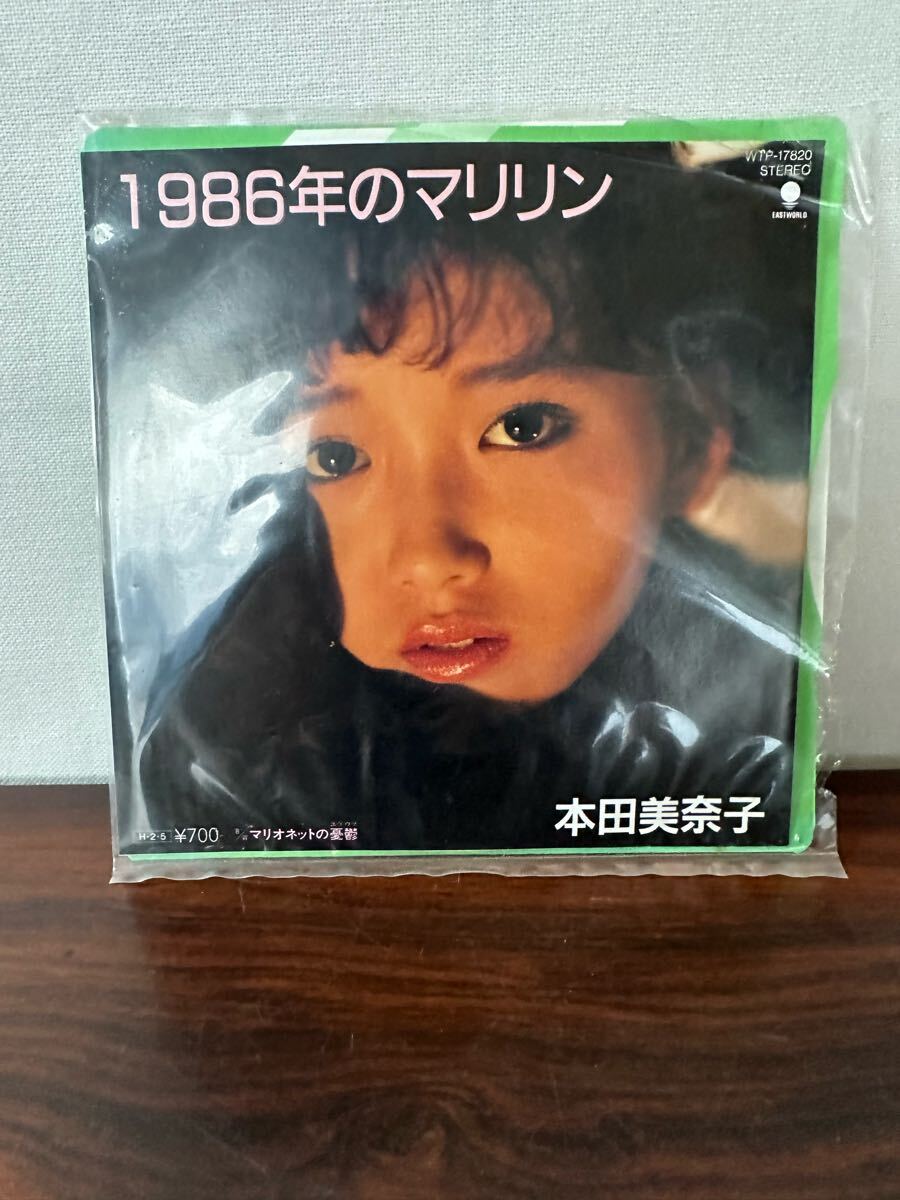 1986年のマリリン
WTP-17820
STEREO
EASTWORLD
本田美奈子
H-2-5 ¥700 B/W マリオネットの憂鬱
ユウウツ